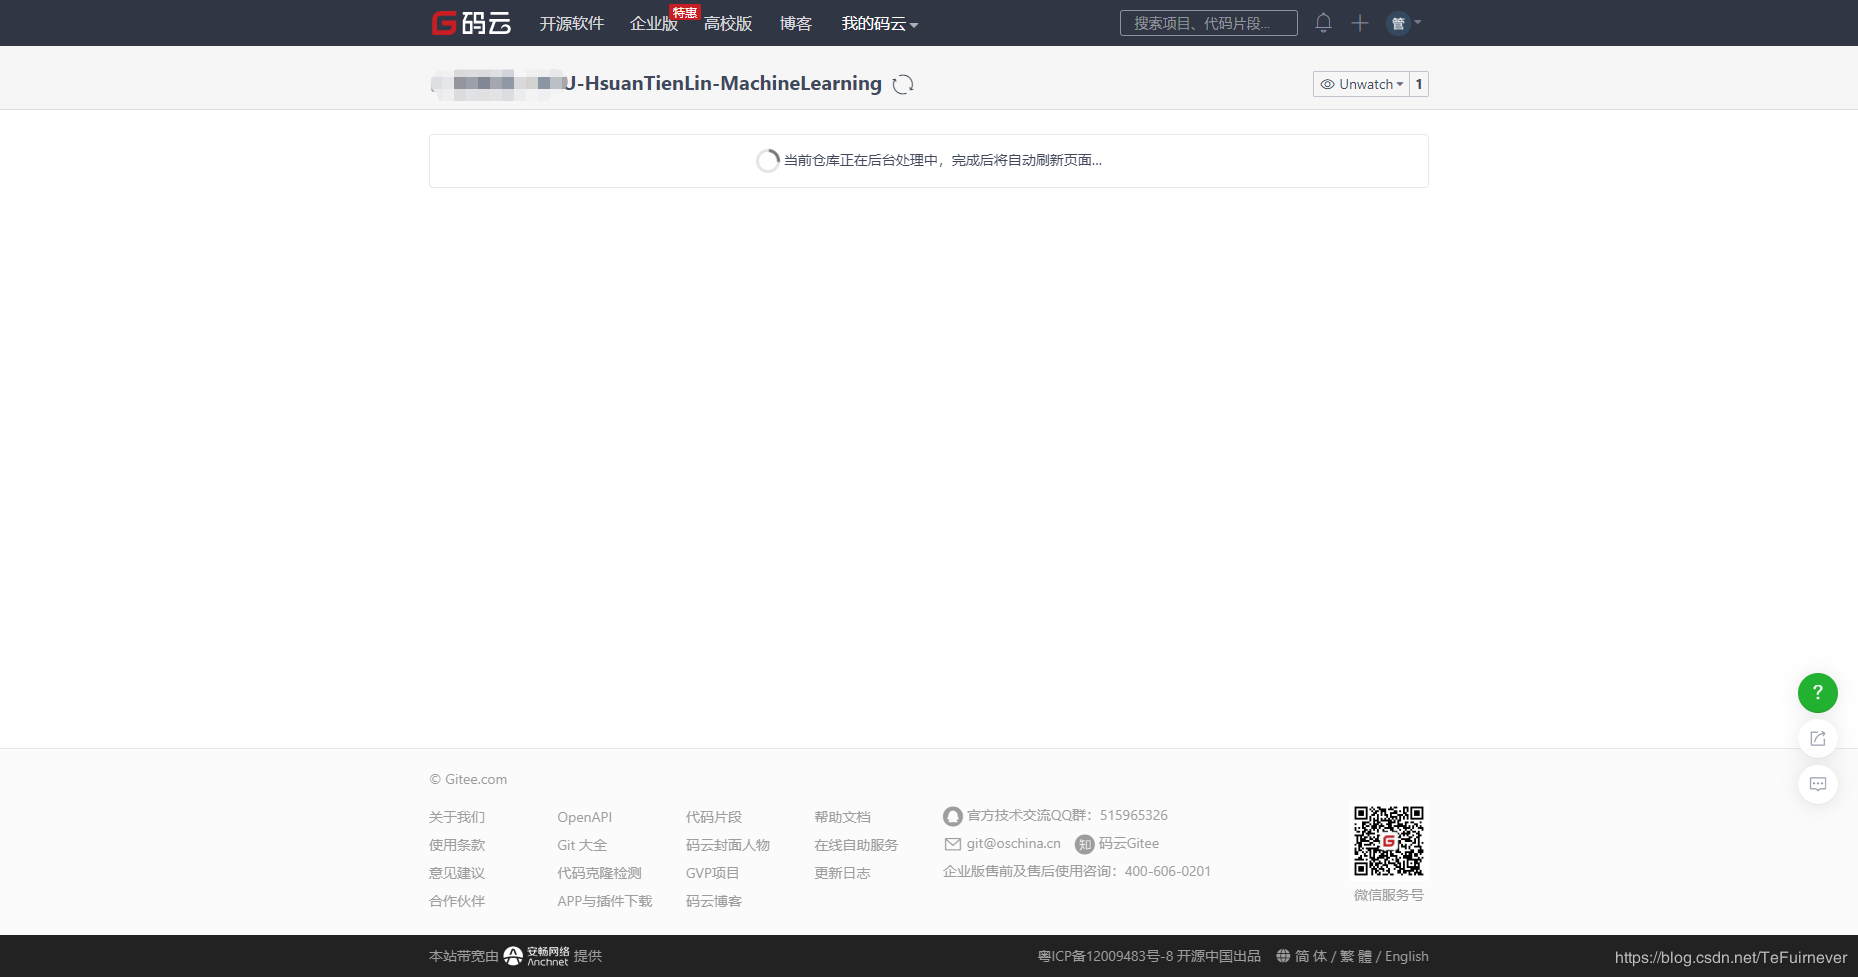 码云 开源软件 企业版 特惠 高校版 博客 我的码云 搜索项目、代码片段... 管
U-HsuanTienLin-MachineLearning Unwatch 1
当前仓库正在后台处理中，完成后将自动刷新页面...
?
© Gitee.com
关于我们 OpenAPI 代码片段 帮助文档 官方技术交流QQ群：515965326
使用条款 Git 大全 码云封面人物 在线自助服务 git@oschina.cn 知 码云Gitee
意见建议 代码克隆检测 GVP项目 更新日志 企业版售前及售后使用咨询：400-606-0201
合作伙伴 APP与插件下载 码云博客 微信服务号
本站带宽由 安畅网络 Anchnet 提供 粤ICP备12009483号-8 开源中国出品 简 体 / 繁 體 / English
https://blog.csdn.net/TeFuirnever